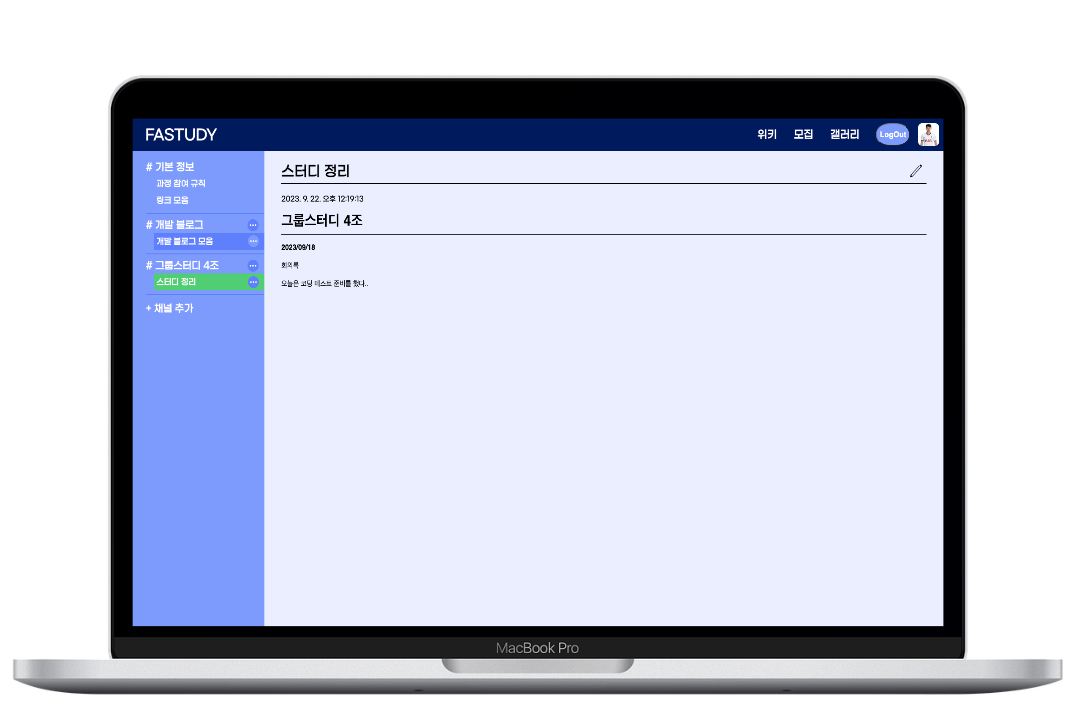 FASTUDY
위키 모집 갤러리 LogOut
# 기본 정보
과정 참여 규칙
링크 모음
# 개발 블로그
개발 블로그 모음
# 그룹스터디 4조
스터디 정리
+ 채널 추가
스터디 정리
2023. 9. 22. 오후 12:19:13
그룹스터디 4조
2023/09/18
회의록
오늘은 코딩 테스트 준비를 했다..
MacBook Pro